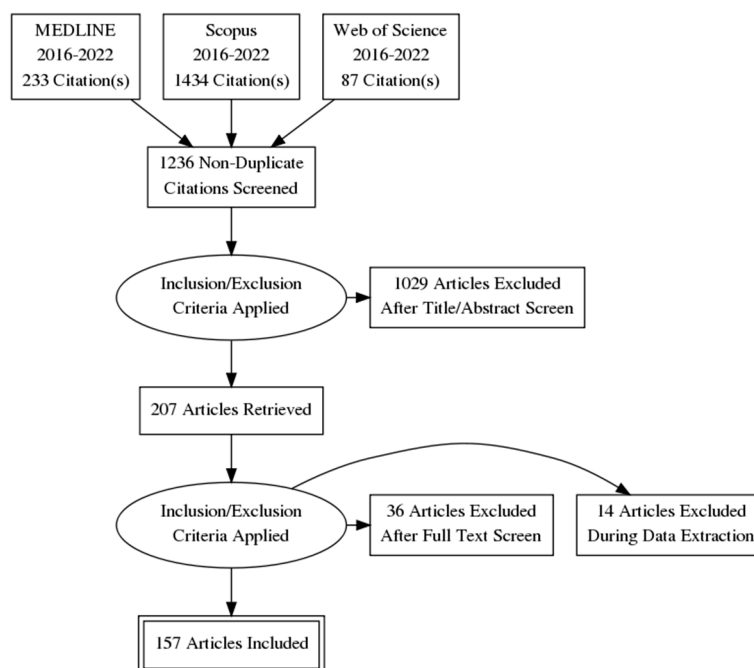 MEDLINE
2016-2022
233 Citation(s)
Scopus
2016-2022
1434 Citation(s)
Web of Science
2016-2022
87 Citation(s)
1236 Non-Duplicate
Citations Screened
Inclusion/Exclusion
Criteria Applied
1029 Articles Excluded
After Title/Abstract Screen
207 Articles Retrieved
Inclusion/Exclusion
Criteria Applied
36 Articles Excluded
After Full Text Screen
14 Articles Excluded
During Data Extraction
157 Articles Included